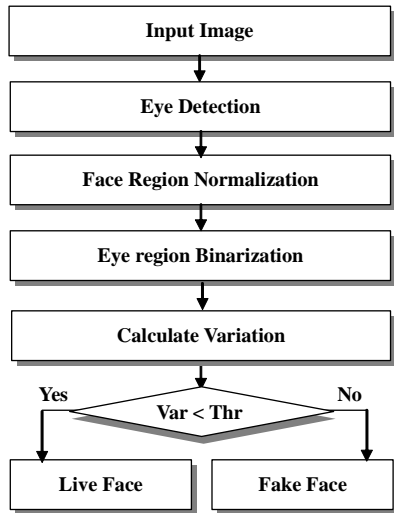 Input Image
Eye Detection
Face Region Normalization
Eye region Binarization
Calculate Variation
Yes
No
Var < Thr
Live Face
Fake Face